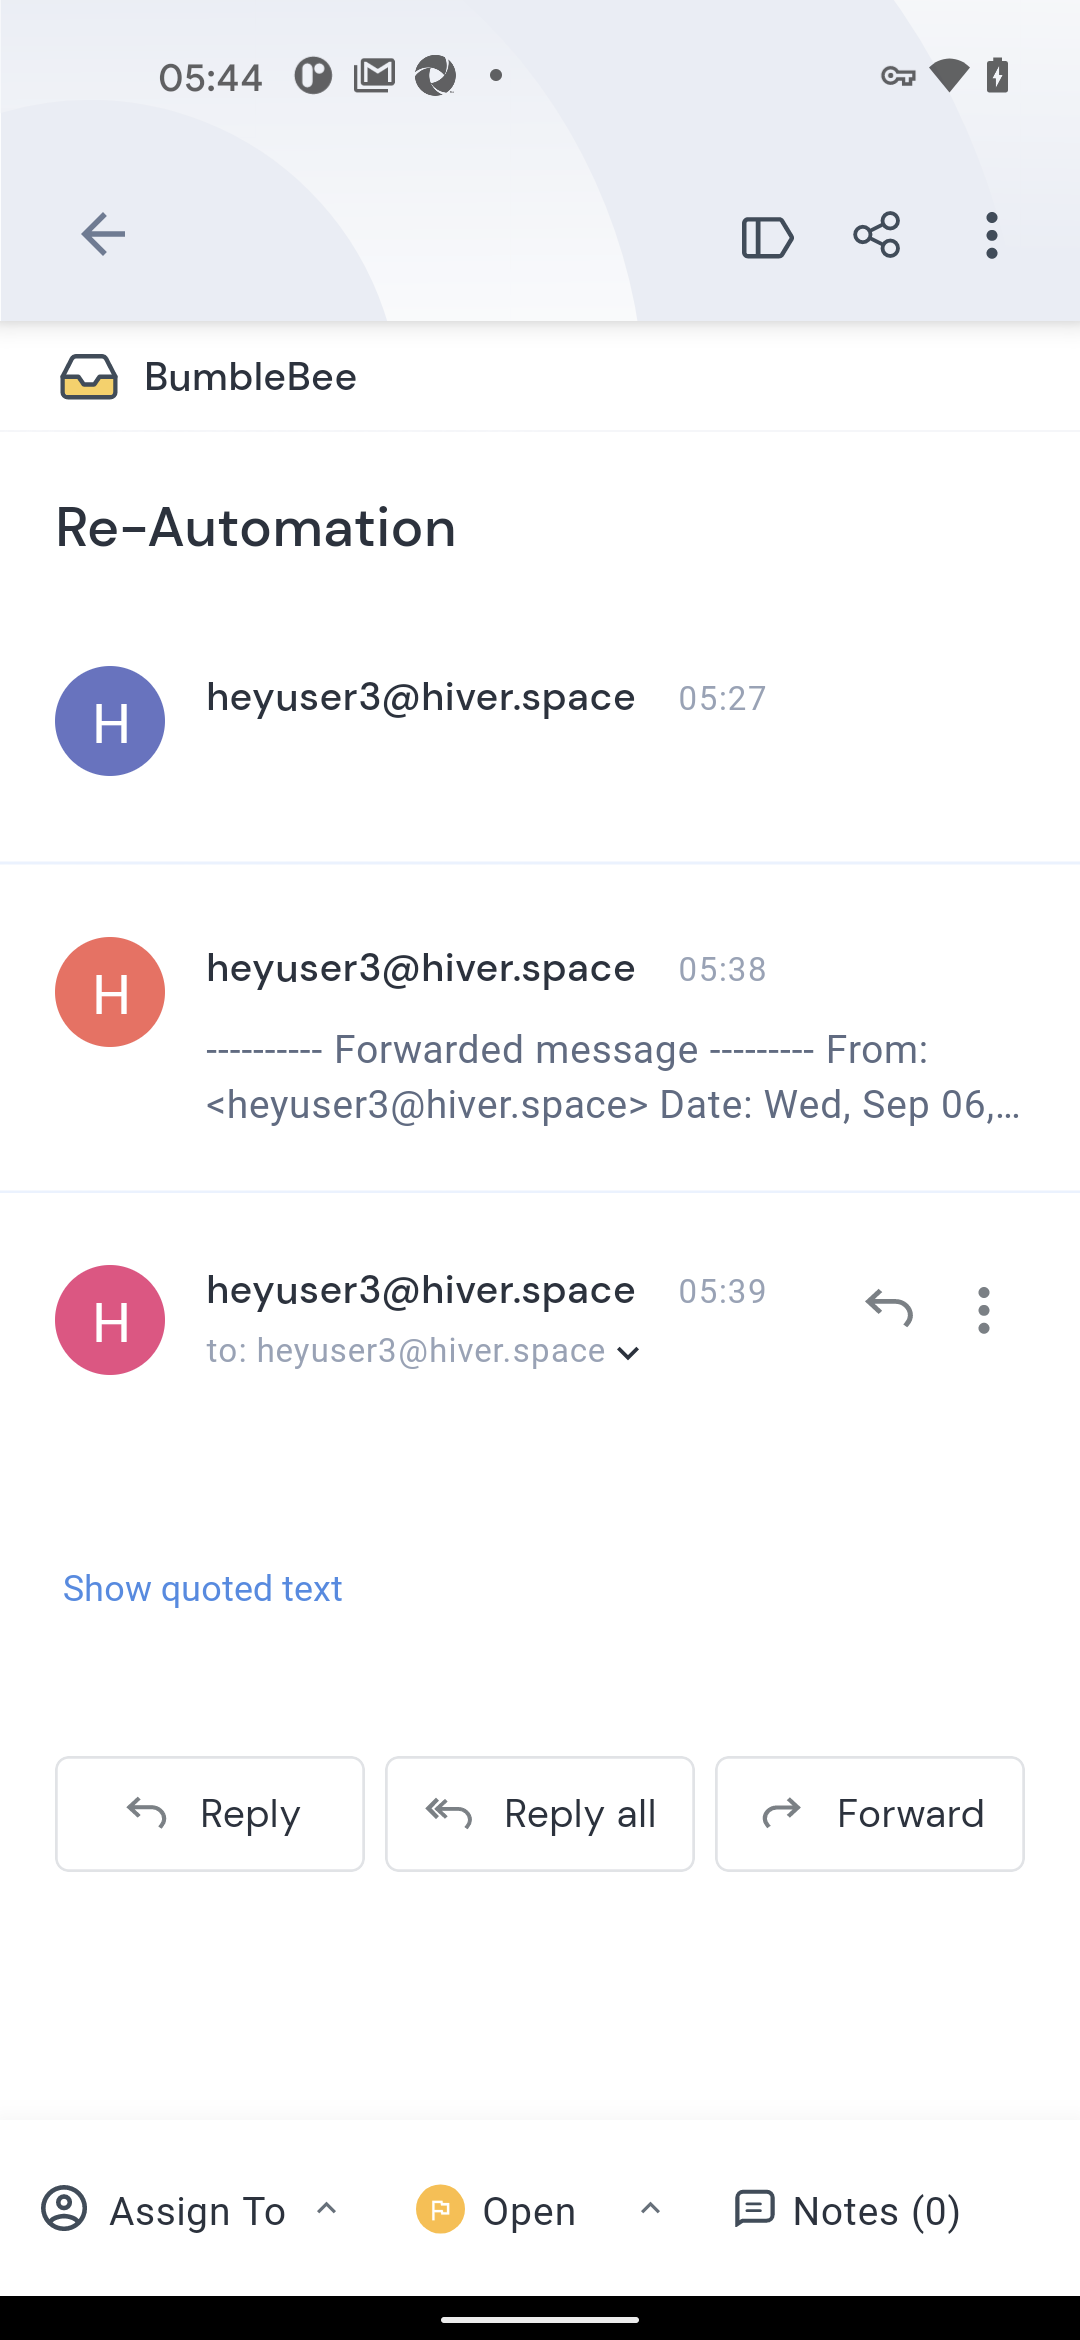 05:44
BumbleBee
Re-Automation
H
heyuser3@hiver.space 05:27
H
heyuser3@hiver.space 05:38
---------- Forwarded message --------- From:
<heyuser3@hiver.space> Date: Wed, Sep 06,...
H
heyuser3@hiver.space 05:39
to: heyuser3@hiver.space
Show quoted text
Reply Reply all Forward
Assign To Open Notes (0)